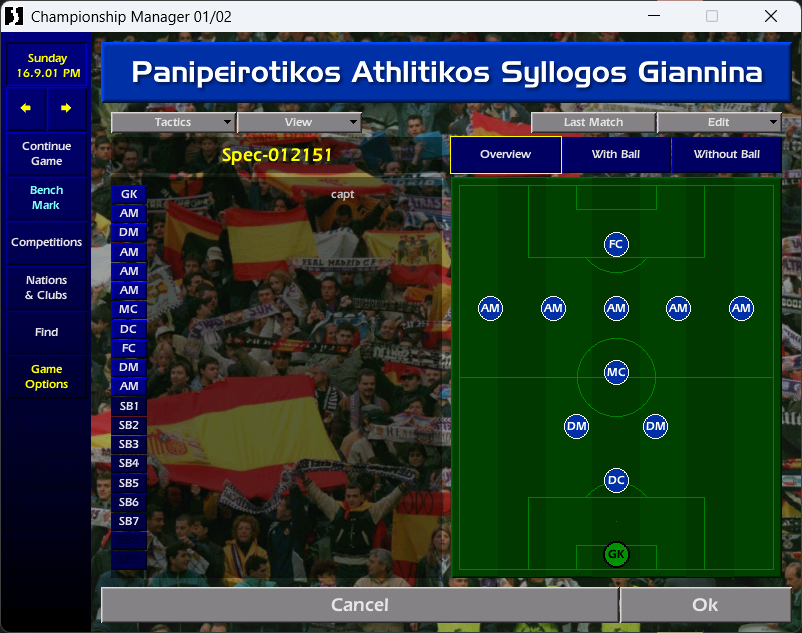 Championship Manager 01/02
Sunday
16.9.01 PM
Continue
Game
Bench
Mark
Competitions
Nations
& Clubs
Find
Game
Options
Panipeirotikos Athlitikos Syllogos Giannina
Tactics
View
Last Match
Edit
Spec-012151
Overview
With Ball
Without Ball
GK
capt
AM
DM
AM
AM
AM
MC
DC
FC
DM
AM
SB1
SB2
SB3
SB4
SB5
SB6
SB7
FC
AM
AM
AM
AM
AM
MC
DM
DM
DC
GK
REAL MADRID C.F.
Cancel
Ok